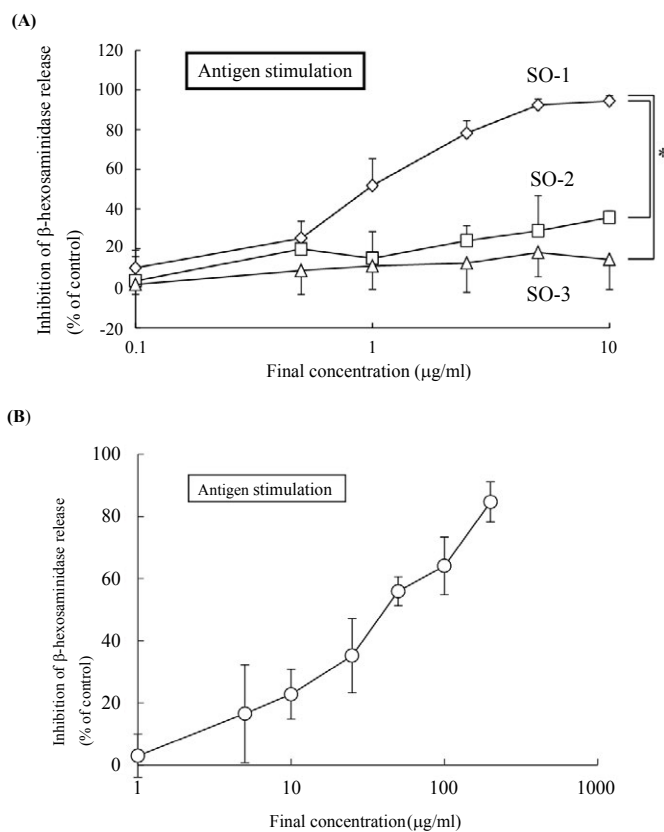 (A)
Antigen stimulation
Inhibition of β-hexosaminidase release
(% of control)
120
100
80
60
40
20
0
-20
0.1
1
10
SO-1
SO-2
SO-3
*
Final concentration (μg/ml)
(B)
Antigen stimulation
Inhibition of β-hexosaminidase release
(% of control)
100
80
60
40
20
0
1
10
100
1000
Final concentration (μg/ml)